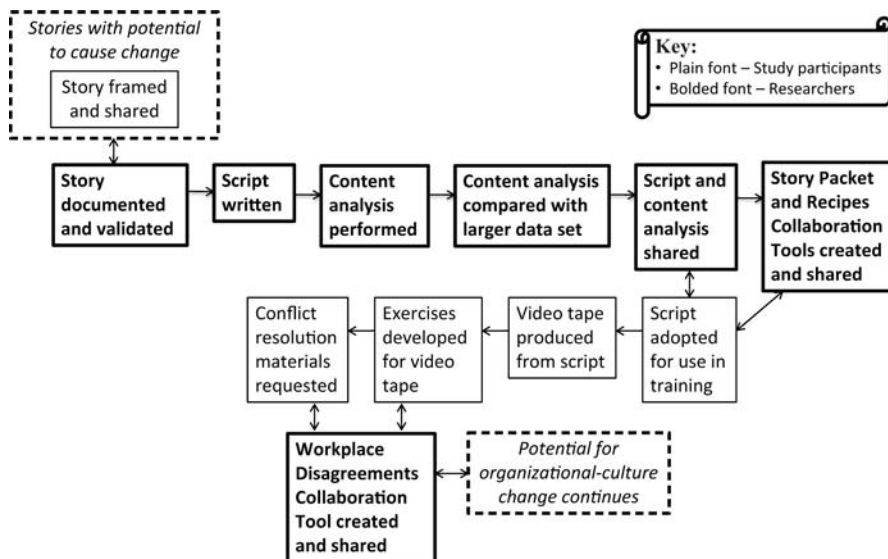 Stories with potential
to cause change
Story framed
and shared
Key:
• Plain font – Study participants
• Bolded font – Researchers
Story
documented
and validated
Script
written
Content
analysis
performed
Content analysis
compared with
larger data set
Script and
content
analysis
shared
Story Packet
and Recipes
Collaboration
Tools created
and shared
Conflict
resolution
materials
requested
Exercises
developed
for video
tape
Video tape
produced
from script
Script
adopted
for use in
training
Workplace
Disagreements
Collaboration
Tool created
and shared
Potential for
organizational-culture
change continues